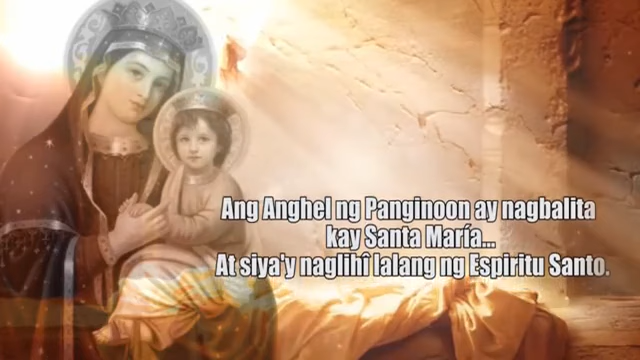 Ang Anghel ng Panginoon ay nagbalita
kay Santa María...
At siya'y naglihî lalang ng Espiritu Santo.